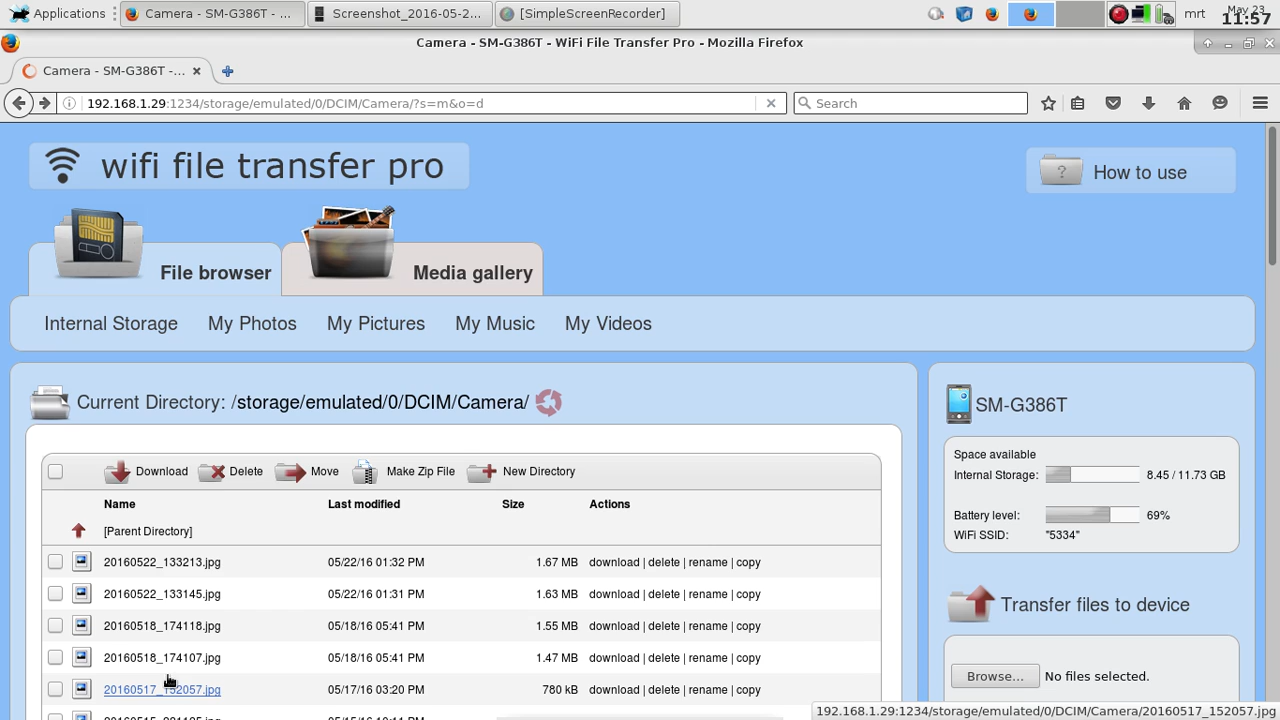 Applications
Camera - SM-G386T - ...
Screenshot_2016-05-2...
[SimpleScreenRecorder]
mrt
May 23
11:57
Camera - SM-G386T - WiFi File Transfer Pro - Mozilla Firefox
Camera - SM-G386T -...
192.168.1.29:1234/storage/emulated/0/DCIM/Camera/?s=m&o=d
Search
wifi file transfer pro
How to use
File browser
Media gallery
Internal Storage My Photos My Pictures My Music My Videos
Current Directory: /storage/emulated/0/DCIM/Camera/
Download Delete Move Make Zip File New Directory
Name Last modified Size Actions
[Parent Directory]
20160522_133213.jpg 05/22/16 01:32 PM 1.67 MB download | delete | rename | copy
20160522_133145.jpg 05/22/16 01:31 PM 1.63 MB download | delete | rename | copy
20160518_174118.jpg 05/18/16 05:41 PM 1.55 MB download | delete | rename | copy
20160518_174107.jpg 05/18/16 05:41 PM 1.47 MB download | delete | rename | copy
20160517_152057.jpg 05/17/16 03:20 PM 780 kB download | delete | rename | copy
SM-G386T
Space available
Internal Storage: 8.45 / 11.73 GB
Battery level: 69%
WiFi SSID: "5334"
Transfer files to device
Browse... No files selected.
192.168.1.29:1234/storage/emulated/0/DCIM/Camera/20160517_152057.jpg